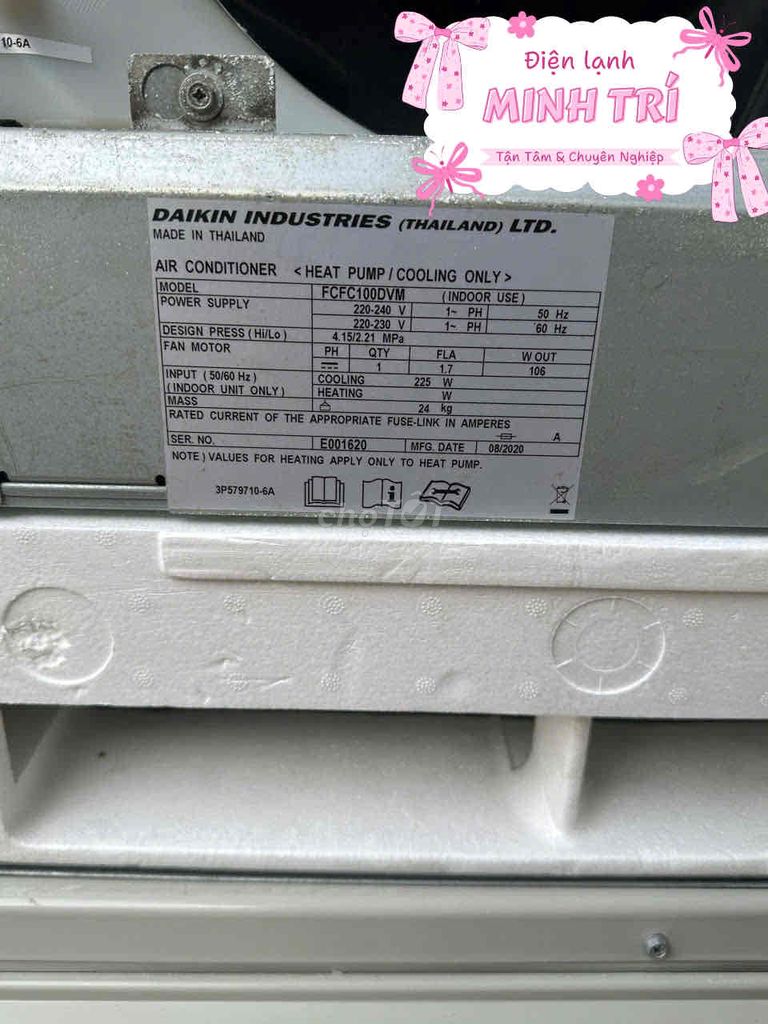 10-6A
Điện lạnh
MINH TRÍ
Tận Tâm & Chuyên Nghiệp
DAIKIN INDUSTRIES (THAILAND) LTD.
MADE IN THAILAND
AIR CONDITIONER < HEAT PUMP / COOLING ONLY >
MODEL FCFC100DVM (INDOOR USE)
POWER SUPPLY 220-240 V 1~ PH 50 Hz
220-230 V 1~ PH 60 Hz
DESIGN PRESS (Hi/Lo) 4.15/2.21 MPa
FAN MOTOR PH QTY FLA W OUT
1 1.7 106
INPUT (50/60 Hz) COOLING 225 W
(INDOOR UNIT ONLY) HEATING W
MASS 24 kg
RATED CURRENT OF THE APPROPRIATE FUSE-LINK IN AMPERES A
SER. NO. E001620 MFG. DATE 08/2020
NOTE ) VALUES FOR HEATING APPLY ONLY TO HEAT PUMP.
3P579710-6A
chợTỐT